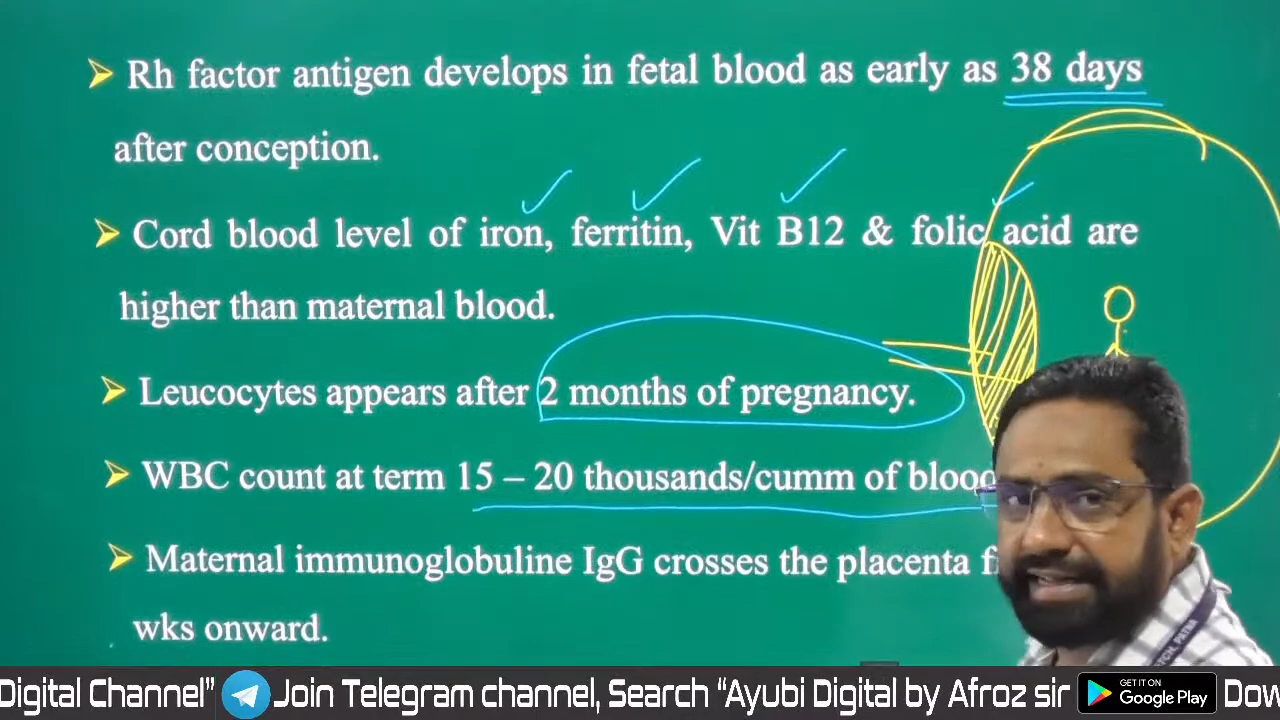 Rh factor antigen develops in fetal blood as early as 38 days
after conception.
Cord blood level of iron, ferritin, Vit B12 & folic acid are
higher than maternal blood.
Leucocytes appears after 2 months of pregnancy.
WBC count at term 15 – 20 thousands/cumm of
Maternal immunoglobuline IgG crosses the placenta
wks onward.
PATNA
Digital Channel" Join Telegram channel, Search "Ayubi Digital by Afroz sir
GET IT ON
Google Play